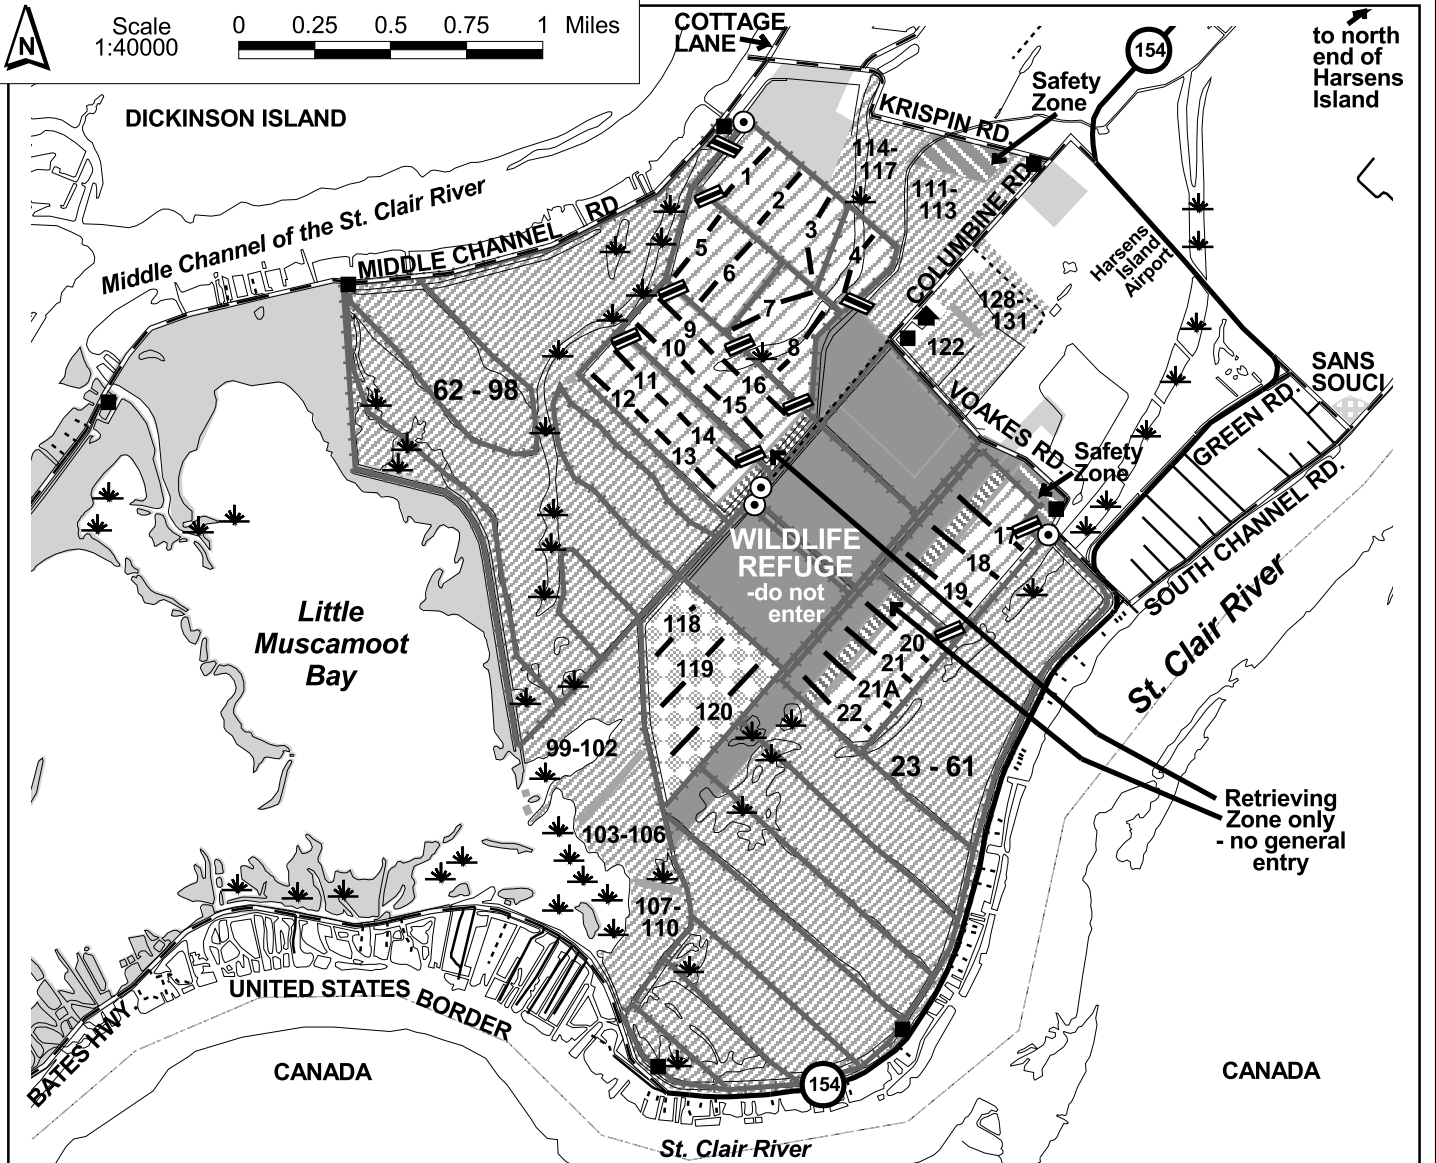 N
Scale
1:40000
0 0.25 0.5 0.75 1 Miles
COTTAGE
LANE
154
to north
end of
Harsens
Island
Safety
Zone
DICKINSON ISLAND
KRISPIN RD.
114-
117
111-
113
COLUMBINE RD.
Middle Channel of the St. Clair River
MIDDLE CHANNEL RD
Harsens
Island
Airport
1
2
3
4
5
6
7
8
9
10
11
12
16
15
14
13
128-
131
122
62 - 98
VOAKES RD.
SANS
SOUCI
GREEN RD.
Safety
Zone
SOUTH CHANNEL RD.
WILDLIFE
REFUGE
-do not
enter
17
18
19
20
21
21A
22
Little
Muscamoot
Bay
118
119
120
St. Clair River
99-102
23 - 61
103-106
Retrieving
Zone only
- no general
entry
107-
110
UNITED STATES BORDER
BATES HWY.
CANADA
154
CANADA
St. Clair River